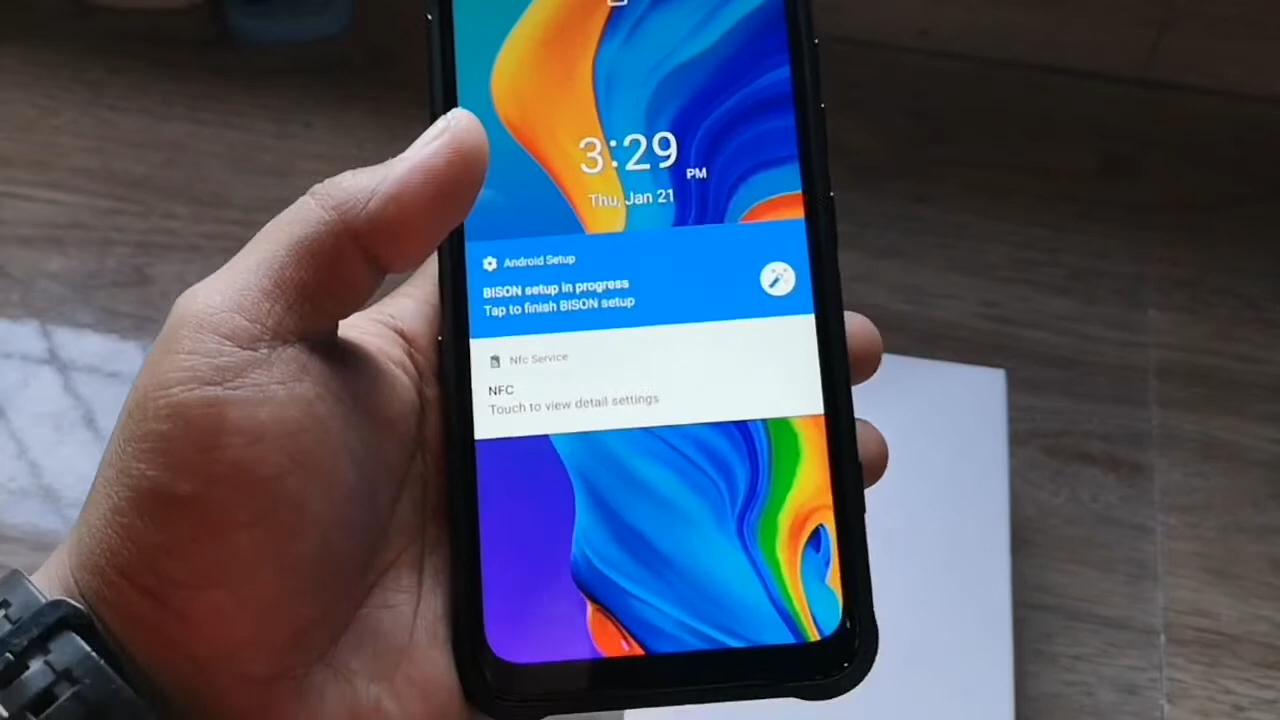 3:29 PM
Thu, Jan 21
Android Setup
BISON setup in progress
Tap to finish BISON setup
Nfc Service
NFC
Touch to view detail settings